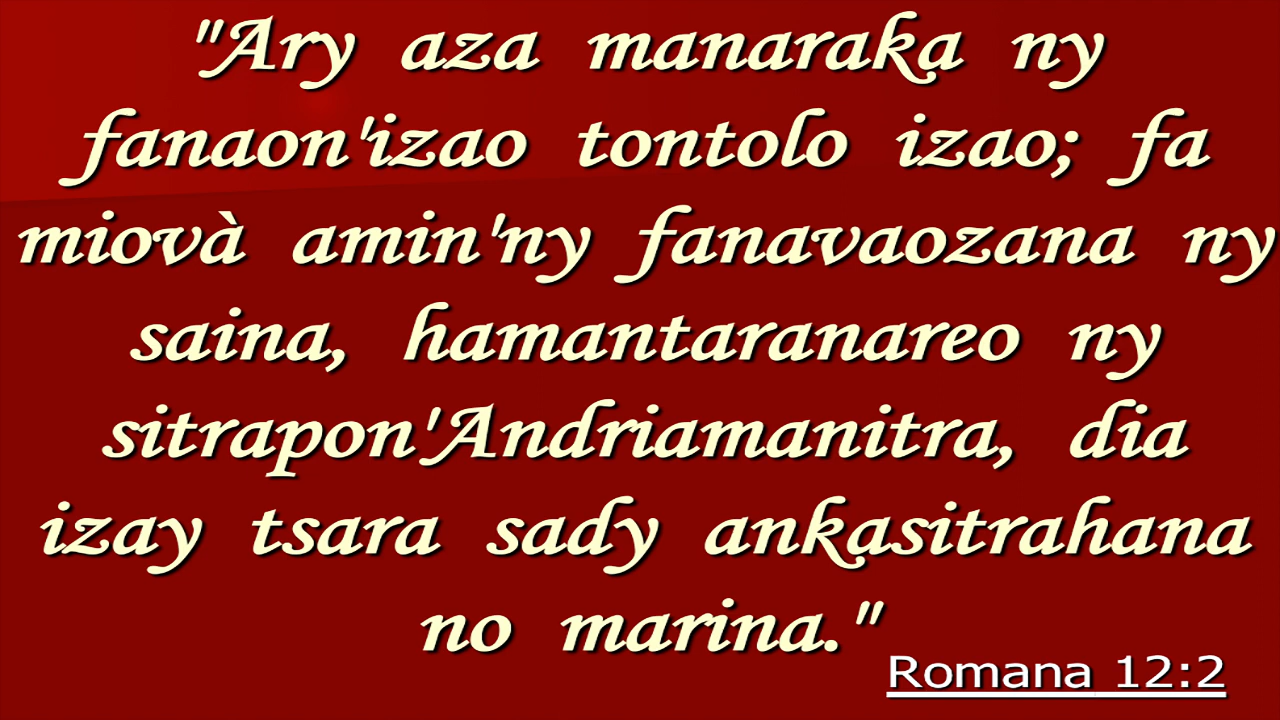 "Ary aza manaraka ny
fanaon'izao tontolo izao; fa
miovà amin'ny fanavaozana ny
saina, hamantaranareo ny
sitrapon'Andriamanitra, dia
izay tsara sady ankasitrahana
no marina."
Romana 12:2